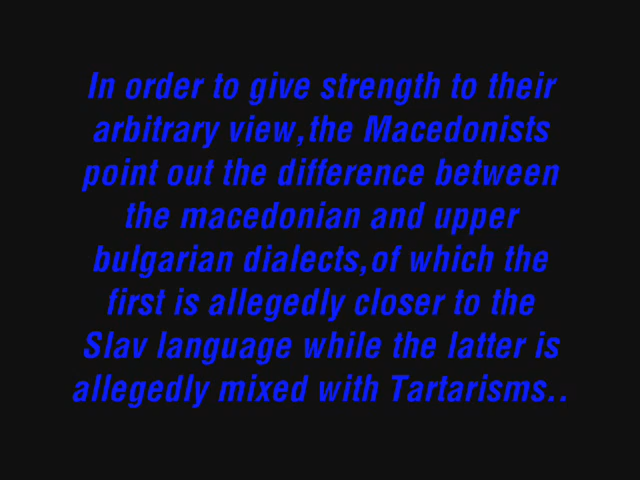 In order to give strength to their
arbitrary view,the Macedonists
point out the difference between
the macedonian and upper
bulgarian dialects,of which the
first is allegedly closer to the
Slav language while the latter is
allegedly mixed with Tartarisms..